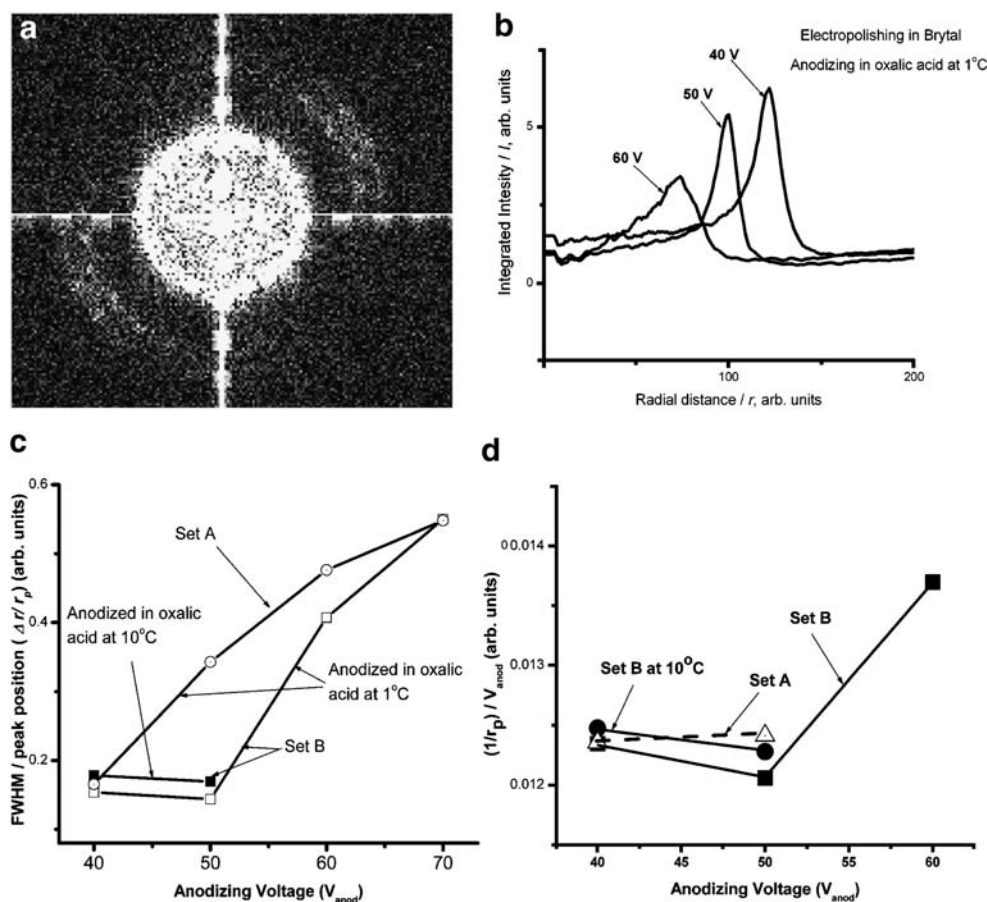 a
b
Electropolishing in Brytal
Anodizing in oxalic acid at 1°C
40 V
50 V
60 V
5
0
100
200
Integrated Intesity / I, arb. units
Radial distance / r, arb. units
c
0.6
0.4
0.2
Set A
Anodized in oxalic
acid at 10°C
Anodized in oxalic
acid at 1°C
Set B
40
50
60
70
FWHM / peak position ( Δ r/ rp) (arb. units)
Anodizing Voltage (Vanod)
d
0 0.014
0.013
0.012
Set B
Set B at 10°C
Set A
40
45
50
55
60
(1/rp) / Vanod (arb. units)
Anodizing Voltage (Vanod)